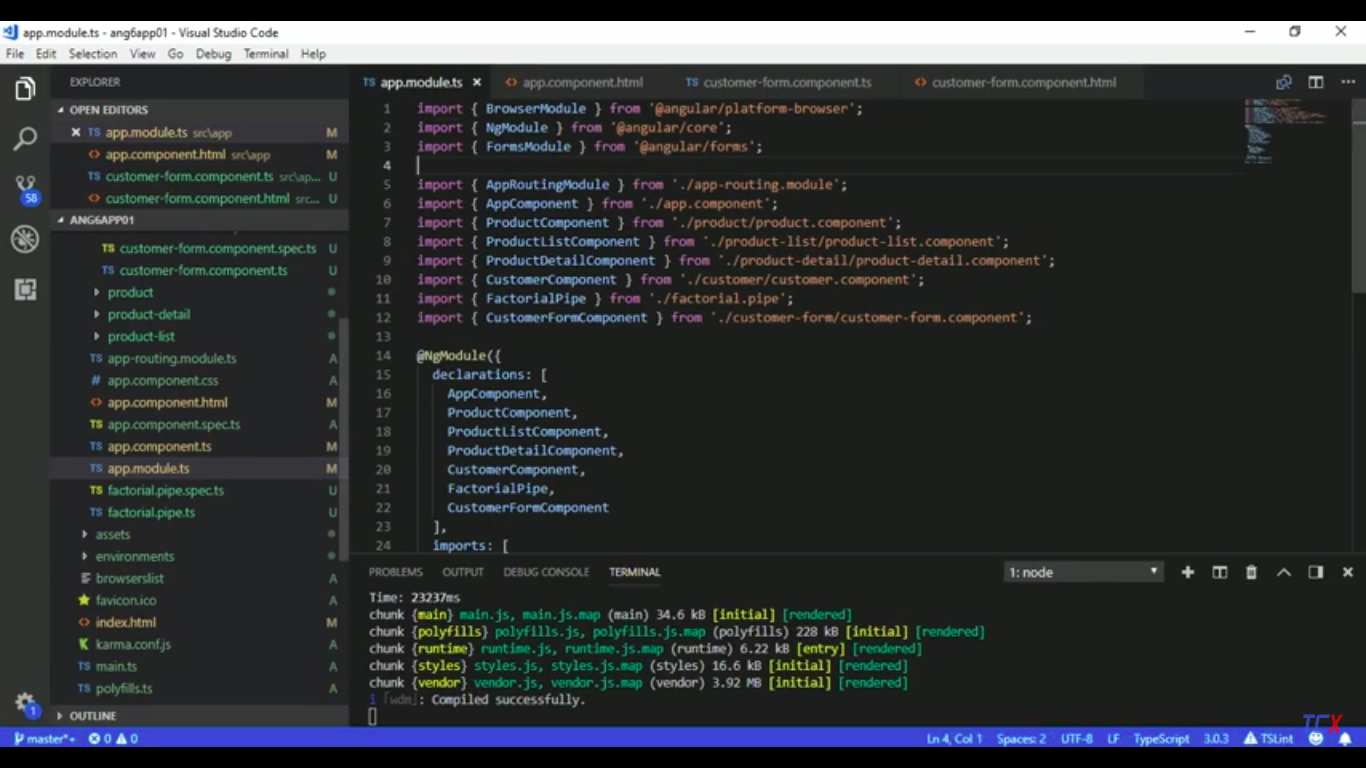 app.module.ts - ang6app01 - Visual Studio Code
File Edit Selection View Go Debug Terminal Help
EXPLORER
OPEN EDITORS
TS app.module.ts src\app M
<> app.component.html src\app M
TS customer-form.component.ts src\ap... U
<> customer-form.component.html src... U
58
ANG6APP01
TS customer-form.component.spec.ts U
TS customer-form.component.ts U
product
product-detail
product-list
TS app-routing.module.ts A
# app.component.css A
<> app.component.html M
TS app.component.spec.ts A
TS app.component.ts M
TS app.module.ts M
TS factorial.pipe.spec.ts U
TS factorial.pipe.ts U
assets
environments
browserslist A
favicon.ico A
<> index.html M
karma.conf.js A
TS main.ts A
TS polyfills.ts A
1
OUTLINE
TS app.module.ts <> app.component.html TS customer-form.component.ts <> customer-form.component.html
1 import { BrowserModule } from '@angular/platform-browser';
2 import { NgModule } from '@angular/core';
3 import { FormsModule } from '@angular/forms';
4
5 import { AppRoutingModule } from './app-routing.module';
6 import { AppComponent } from './app.component';
7 import { ProductComponent } from './product/product.component';
8 import { ProductListComponent } from './product-list/product-list.component';
9 import { ProductDetailComponent } from './product-detail/product-detail.component';
10 import { CustomerComponent } from './customer/customer.component';
11 import { FactorialPipe } from './factorial.pipe';
12 import { CustomerFormComponent } from './customer-form/customer-form.component';
13
14 @NgModule({
15 declarations: [
16 AppComponent,
17 ProductComponent,
18 ProductListComponent,
19 ProductDetailComponent,
20 CustomerComponent,
21 FactorialPipe,
22 CustomerFormComponent
23 ],
24 imports: [
PROBLEMS OUTPUT DEBUG CONSOLE TERMINAL 1: node
Time: 23237ms
chunk {main} main.js, main.js.map (main) 34.6 kB [initial] [rendered]
chunk {polyfills} polyfills.js, polyfills.js.map (polyfills) 228 kB [initial] [rendered]
chunk {runtime} runtime.js, runtime.js.map (runtime) 6.22 kB [entry] [rendered]
chunk {styles} styles.js, styles.js.map (styles) 16.6 kB [initial] [rendered]
chunk {vendor} vendor.js, vendor.js.map (vendor) 3.92 MB [initial] [rendered]
i ｢wdm｣: Compiled successfully.
TCX
master*+ 0 0 Ln 4, Col 1 Spaces: 2 UTF-8 LF TypeScript 3.0.3 TSLint